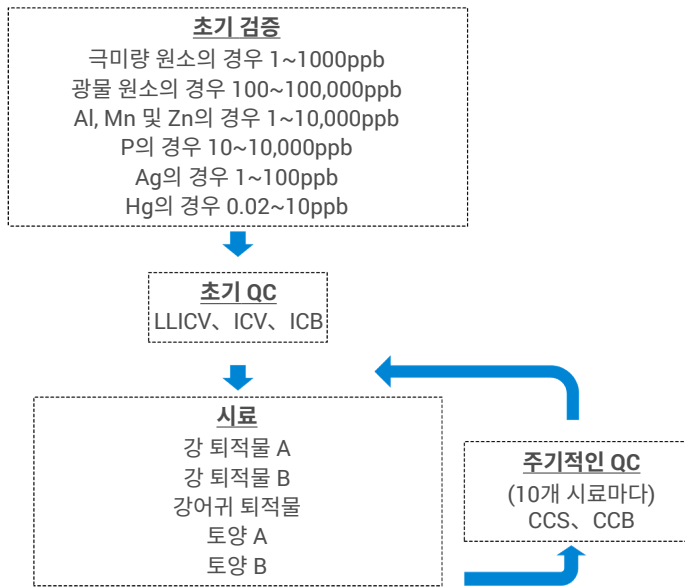 초기 검증
극미량 원소의 경우 1~1000ppb
광물 원소의 경우 100~100,000ppb
Al, Mn 및 Zn의 경우 1~10,000ppb
P의 경우 10~10,000ppb
Ag의 경우 1~100ppb
Hg의 경우 0.02~10ppb
초기 QC
LLICV、ICV、ICB
시료
강 퇴적물 A
강 퇴적물 B
강어귀 퇴적물
토양 A
토양 B
주기적인 QC
(10개 시료마다)
CCS、CCB